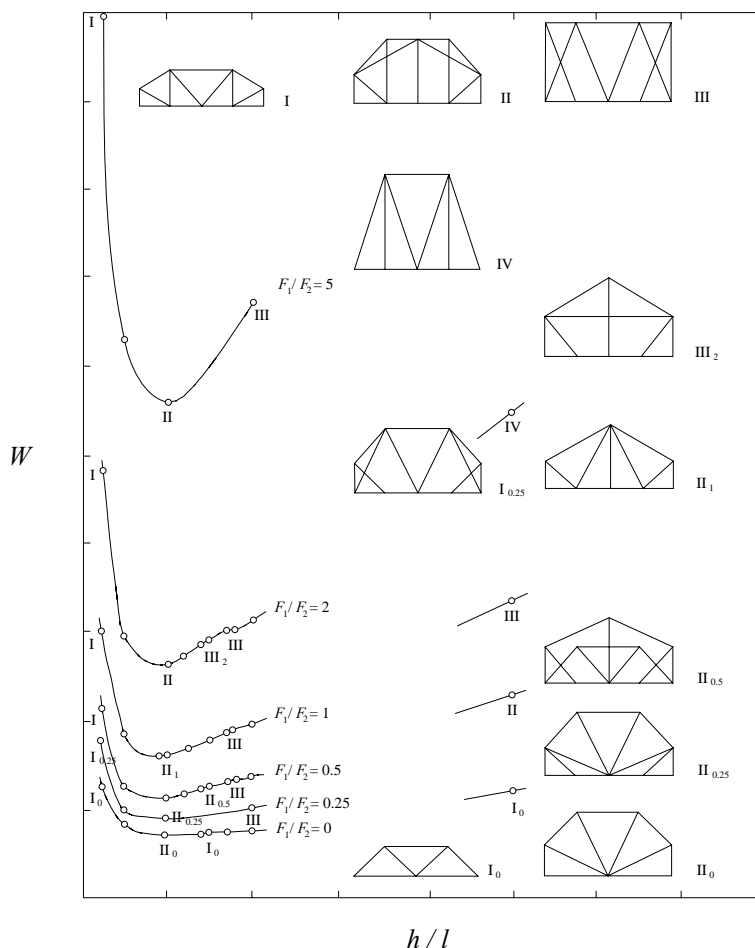 I
I
II
III
IV
F₁/F₂ = 5
III
III₂
II
IV
W
I
I₀.₂₅
II₁
F₁/F₂ = 2
III
III₂
III
II
I
II₀.₅
F₁/F₂ = 1
II
I
III
II₁
I₀.₂₅
F₁/F₂ = 0.5
II₀.₂₅
III
II₀.₅
I₀
F₁/F₂ = 0.25
I₀
II₀.₂₅
III
F₁/F₂ = 0
II₀
I₀
I₀
II₀
h / l